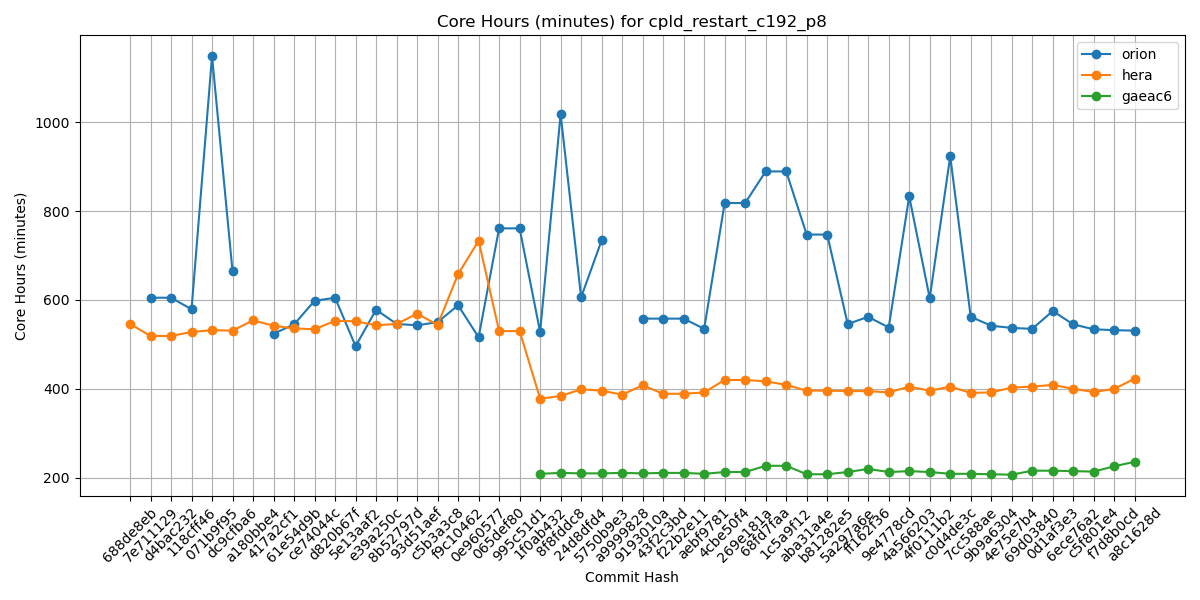 Core Hours (minutes) for cpld_restart_c192_p8
orion
hera
gaeac6
Core Hours (minutes)
1000
800
600
400
200
688de8eb
7e711129
d4bac232
118cff46
071b9f95
dc9cfba6
a180bbe4
417a2cf1
61e54d9b
ce74044c
d820b67f
5e13aaf2
e39a250c
8b52797d
93d51aef
c5b3a3c8
f9c10462
0e960577
065def80
995c51d1
1f0ab432
8f8fddc8
24d8dfd4
5750b9e3
a9b99828
9193010a
43f2c3bd
f22b2e11
aebf9781
4cbe50f4
269e181a
68fd7faa
1c5a9f12
aba31a4e
b81282e5
5a297a6e
ff162f36
9e4778cd
4a566203
4f011b2
c0d4de3c
7cc588ae
9b9a6304
4e75e7b4
69d03840
0d1af3e3
6ece76a2
c5f801e4
f7d8b0cd
a8c1628d
Commit Hash